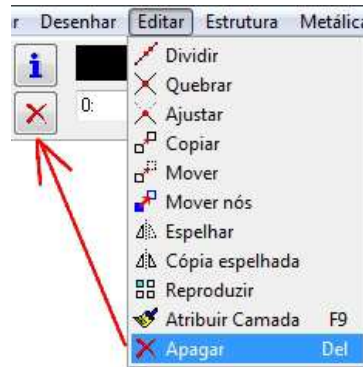 r Desenhar Editar Estrutura Metálica
i
0:
Dividir
Quebrar
Ajustar
Copiar
Mover
Mover nós
Espelhar
Cópia espelhada
Reproduzir
Atribuir Camada F9
Apagar Del